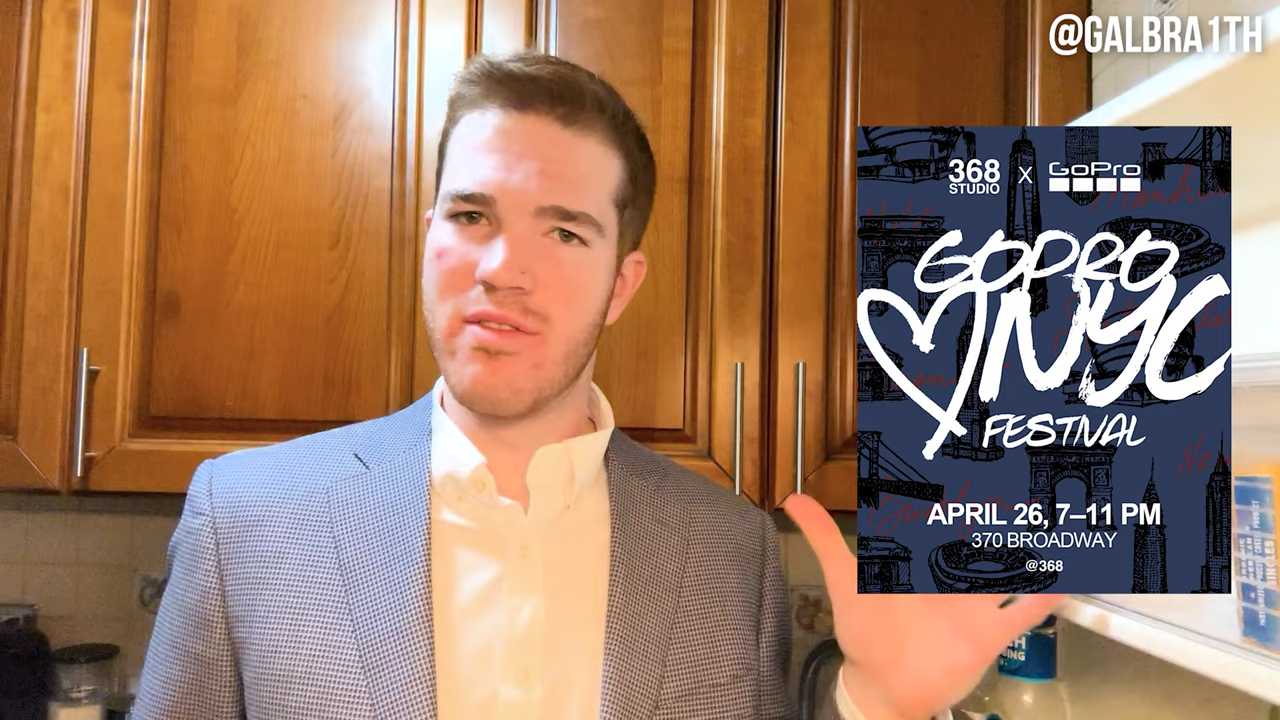 @GALBRA1TH
368
STUDIO
X
GoPro
GOPRO
NYC
FESTIVAL
APRIL 26, 7–11 PM
370 BROADWAY
@368